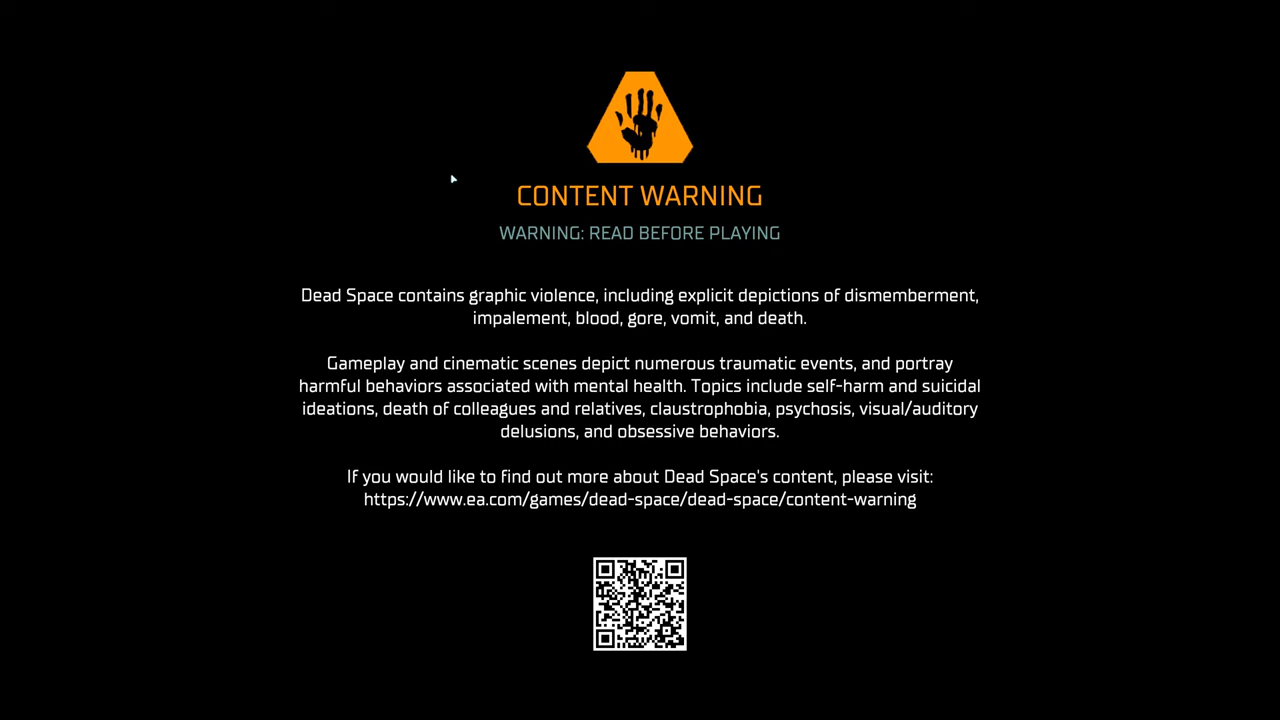 CONTENT WARNING
WARNING: READ BEFORE PLAYING
Dead Space contains graphic violence, including explicit depictions of dismemberment,
impalement, blood, gore, vomit, and death.
Gameplay and cinematic scenes depict numerous traumatic events, and portray
harmful behaviors associated with mental health. Topics include self-harm and suicidal
ideations, death of colleagues and relatives, claustrophobia, psychosis, visual/auditory
delusions, and obsessive behaviors.
If you would like to find out more about Dead Space's content, please visit:
https://www.ea.com/games/dead-space/dead-space/content-warning